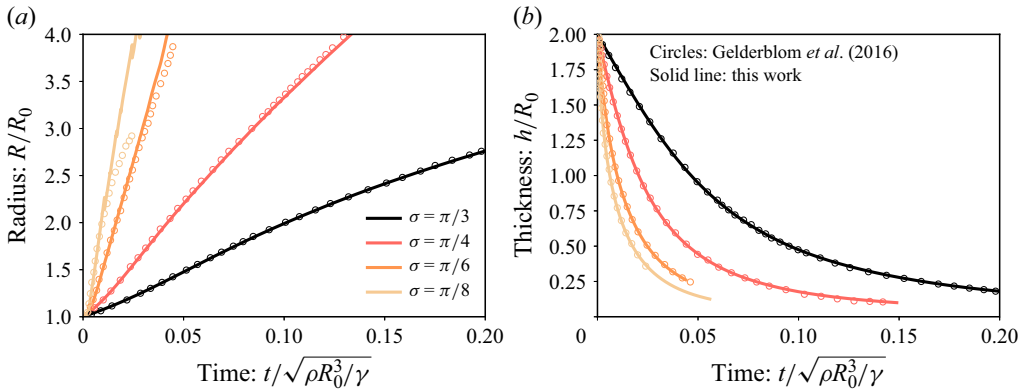 (a)
4.0
3.5
3.0
2.5
2.0
1.5
1.0
Radius: R/R₀
0
0.05
0.10
0.15
0.20
Time: t/√ρR₀³/γ
σ = π/3
σ = π/4
σ = π/6
σ = π/8
(b)
2.00
1.75
1.50
1.25
1.00
0.75
0.50
0.25
Thickness: h/R₀
0
0.05
0.10
0.15
0.20
Time: t/√ρR₀³/γ
Circles: Gelderblom et al. (2016)
Solid line: this work